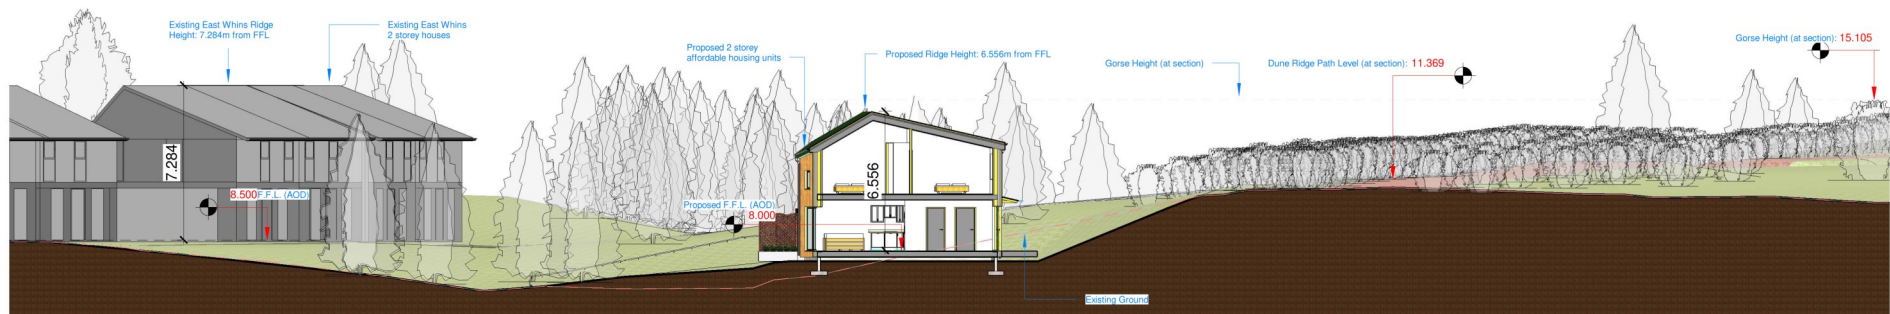 Existing East Whins Ridge
Height: 7.284m from FFL
Existing East Whins
2 storey houses
Proposed 2 storey
affordable housing units
Proposed Ridge Height: 6.556m from FFL
Gorse Height (at section)
Dune Ridge Path Level (at section): 11.369
Gorse Height (at section): 15.105
7.284
6.556
8.500 F.F.L. (AOD)
Proposed F.F.L. (AOD)
8.000
Existing Ground